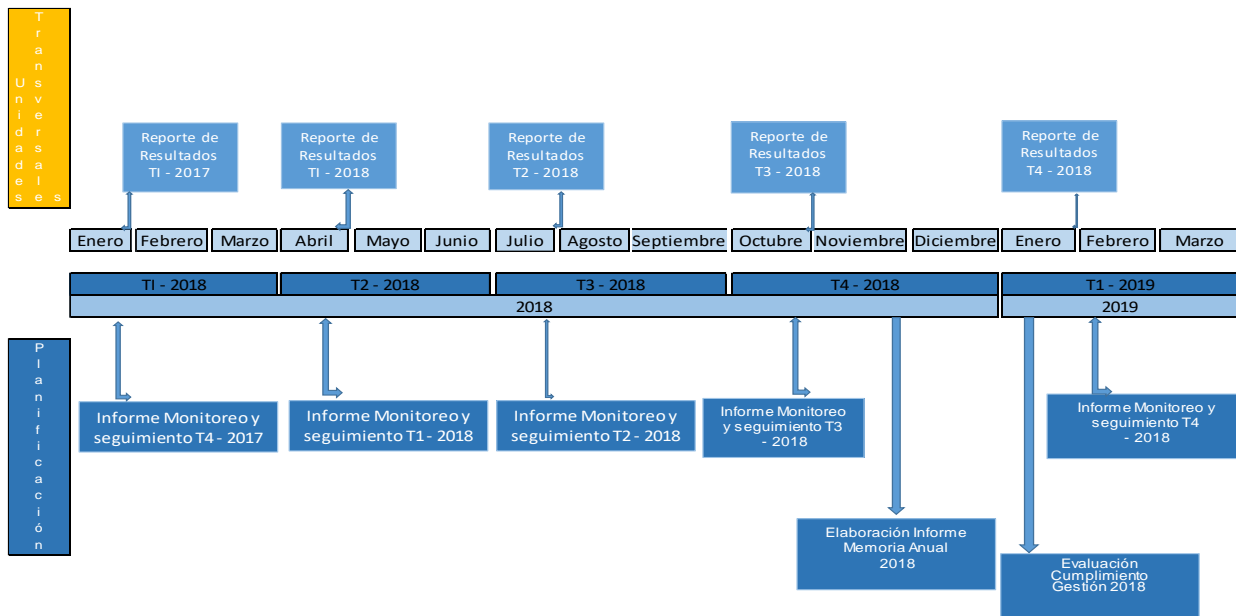 Unidades
Transversales
Reporte de
Resultados
TI - 2017
Reporte de
Resultados
TI - 2018
Reporte de
Resultados
T2 - 2018
Reporte de
Resultados
T3 - 2018
Reporte de
Resultados
T4 - 2018
Enero Febrero Marzo Abril Mayo Junio Julio Agosto Septiembre Octubre Noviembre Diciembre Enero Febrero Marzo
TI - 2018 T2 - 2018 T3 - 2018 T4 - 2018 T1 - 2019
2018 2019
Planificación
Informe Monitoreo y
seguimiento T4 - 2017
Informe Monitoreo y
seguimiento T1 - 2018
Informe Monitoreo y
seguimiento T2 - 2018
Informe Monitoreo
y seguimiento T3
- 2018
Informe Monitoreo y
seguimiento T4
- 2018
Elaboración Informe
Memoria Anual
2018
Evaluación
Cumplimiento
Gestión 2018